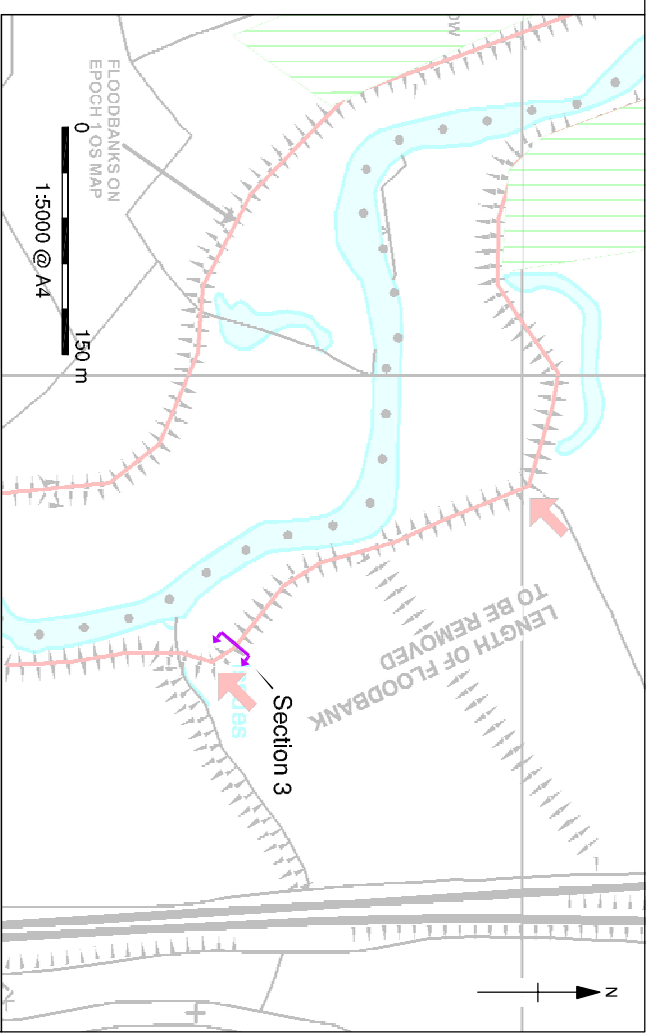 FLOODBANKS ON
EPOCH 1 OS MAP
0
150 m
1:5000 @ A4
LENGTH OF FLOODBANK
TO BE REMOVED
Section 3
N